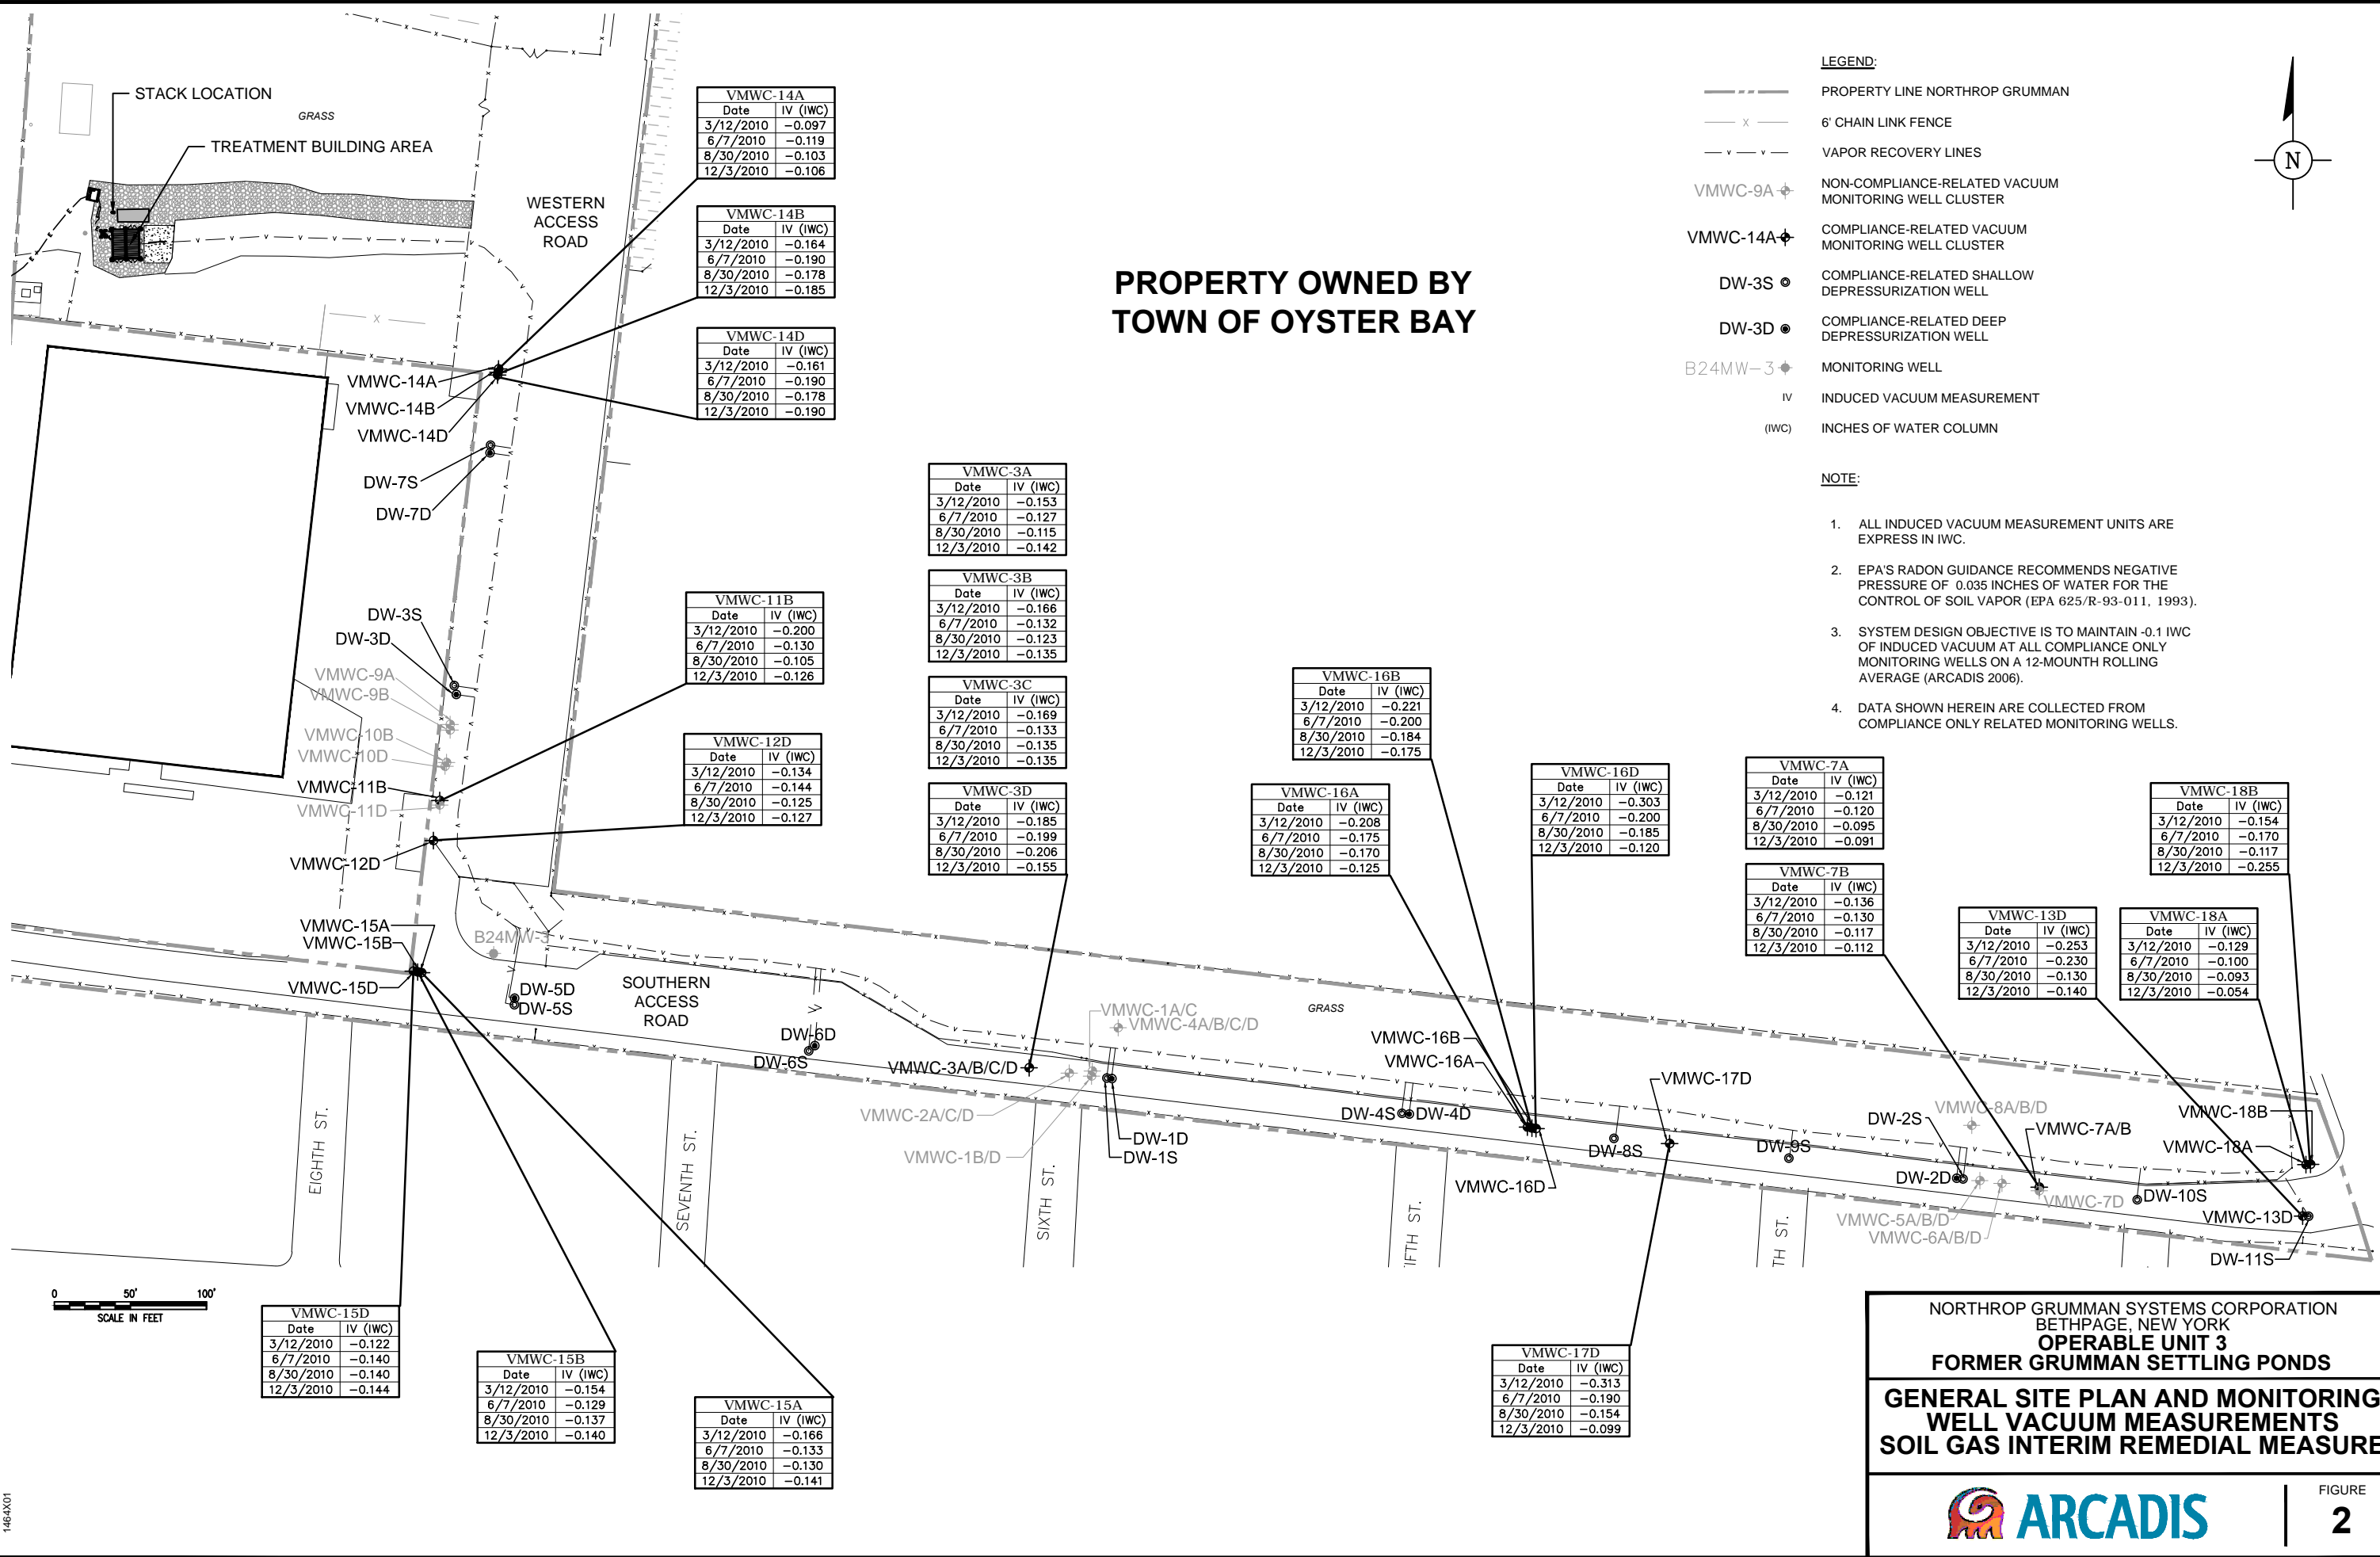 STACK LOCATION
GRASS
TREATMENT BUILDING AREA
WESTERN
ACCESS
ROAD
VMWC-14A
Date IV (IWC)
3/12/2010 -0.097
6/7/2010 -0.119
8/30/2010 -0.103
12/3/2010 -0.106
VMWC-14B
Date IV (IWC)
3/12/2010 -0.164
6/7/2010 -0.190
8/30/2010 -0.178
12/3/2010 -0.185
VMWC-14D
Date IV (IWC)
3/12/2010 -0.161
6/7/2010 -0.190
8/30/2010 -0.178
12/3/2010 -0.190
PROPERTY OWNED BY
TOWN OF OYSTER BAY
LEGEND:
PROPERTY LINE NORTHROP GRUMMAN
X 6' CHAIN LINK FENCE
V V VAPOR RECOVERY LINES
VMWC-9A NON-COMPLIANCE-RELATED VACUUM
MONITORING WELL CLUSTER
VMWC-14A COMPLIANCE-RELATED VACUUM
MONITORING WELL CLUSTER
DW-3S COMPLIANCE-RELATED SHALLOW
DEPRESSURIZATION WELL
DW-3D COMPLIANCE-RELATED DEEP
DEPRESSURIZATION WELL
B24MW-3 MONITORING WELL
IV INDUCED VACUUM MEASUREMENT
(IWC) INCHES OF WATER COLUMN
N
NOTE:
1. ALL INDUCED VACUUM MEASUREMENT UNITS ARE
EXPRESS IN IWC.
2. EPA'S RADON GUIDANCE RECOMMENDS NEGATIVE
PRESSURE OF 0.035 INCHES OF WATER FOR THE
CONTROL OF SOIL VAPOR (EPA 625/R-93-011, 1993).
3. SYSTEM DESIGN OBJECTIVE IS TO MAINTAIN -0.1 IWC
OF INDUCED VACUUM AT ALL COMPLIANCE ONLY
MONITORING WELLS ON A 12-MOUNTH ROLLING
AVERAGE (ARCADIS 2006).
4. DATA SHOWN HEREIN ARE COLLECTED FROM
COMPLIANCE ONLY RELATED MONITORING WELLS.
VMWC-14A
VMWC-14B
VMWC-14D
DW-7S
DW-7D
DW-3S
DW-3D
VMWC-9A
VMWC-9B
VMWC-10B
VMWC-10D
VMWC-11B
VMWC-11D
VMWC-12D
VMWC-11B
Date IV (IWC)
3/12/2010 -0.200
6/7/2010 -0.130
8/30/2010 -0.105
12/3/2010 -0.126
VMWC-12D
Date IV (IWC)
3/12/2010 -0.134
6/7/2010 -0.144
8/30/2010 -0.125
12/3/2010 -0.127
VMWC-3A
Date IV (IWC)
3/12/2010 -0.153
6/7/2010 -0.127
8/30/2010 -0.115
12/3/2010 -0.142
VMWC-3B
Date IV (IWC)
3/12/2010 -0.166
6/7/2010 -0.132
8/30/2010 -0.123
12/3/2010 -0.135
VMWC-3C
Date IV (IWC)
3/12/2010 -0.169
6/7/2010 -0.133
8/30/2010 -0.135
12/3/2010 -0.135
VMWC-3D
Date IV (IWC)
3/12/2010 -0.185
6/7/2010 -0.199
8/30/2010 -0.206
12/3/2010 -0.155
VMWC-16B
Date IV (IWC)
3/12/2010 -0.221
6/7/2010 -0.200
8/30/2010 -0.184
12/3/2010 -0.175
VMWC-16A
Date IV (IWC)
3/12/2010 -0.208
6/7/2010 -0.175
8/30/2010 -0.170
12/3/2010 -0.125
VMWC-16D
Date IV (IWC)
3/12/2010 -0.303
6/7/2010 -0.200
8/30/2010 -0.185
12/3/2010 -0.120
VMWC-7A
Date IV (IWC)
3/12/2010 -0.121
6/7/2010 -0.120
8/30/2010 -0.095
12/3/2010 -0.091
VMWC-7B
Date IV (IWC)
3/12/2010 -0.136
6/7/2010 -0.130
8/30/2010 -0.117
12/3/2010 -0.112
VMWC-18B
Date IV (IWC)
3/12/2010 -0.154
6/7/2010 -0.170
8/30/2010 -0.117
12/3/2010 -0.255
VMWC-13D
Date IV (IWC)
3/12/2010 -0.253
6/7/2010 -0.230
8/30/2010 -0.130
12/3/2010 -0.140
VMWC-18A
Date IV (IWC)
3/12/2010 -0.129
6/7/2010 -0.100
8/30/2010 -0.093
12/3/2010 -0.054
VMWC-15A
VMWC-15B
VMWC-15D
B24MW-3
DW-5D
DW-5S
SOUTHERN
ACCESS
ROAD
DW-6D
DW-6S
VMWC-3A/B/C/D
VMWC-1A/C
VMWC-4A/B/C/D
VMWC-2A/C/D
VMWC-1B/D
DW-1D
DW-1S
GRASS
VMWC-16B
VMWC-16A
DW-4S
DW-4D
VMWC-16D
VMWC-17D
DW-8S
DW-9S
DW-2S
DW-2D
VMWC-8A/B/D
VMWC-7A/B
VMWC-5A/B/D
VMWC-6A/B/D
VMWC-7D
DW-10S
VMWC-18B
VMWC-18A
VMWC-13D
DW-11S
EIGHTH ST.
SEVENTH ST.
SIXTH ST.
IFTH ST.
TH ST.
0 50' 100'
SCALE IN FEET
VMWC-15D
Date IV (IWC)
3/12/2010 -0.122
6/7/2010 -0.140
8/30/2010 -0.140
12/3/2010 -0.144
VMWC-15B
Date IV (IWC)
3/12/2010 -0.154
6/7/2010 -0.129
8/30/2010 -0.137
12/3/2010 -0.140
VMWC-15A
Date IV (IWC)
3/12/2010 -0.166
6/7/2010 -0.133
8/30/2010 -0.130
12/3/2010 -0.141
VMWC-17D
Date IV (IWC)
3/12/2010 -0.313
6/7/2010 -0.190
8/30/2010 -0.154
12/3/2010 -0.099
NORTHROP GRUMMAN SYSTEMS CORPORATION
BETHPAGE, NEW YORK
OPERABLE UNIT 3
FORMER GRUMMAN SETTLING PONDS
GENERAL SITE PLAN AND MONITORING
WELL VACUUM MEASUREMENTS
SOIL GAS INTERIM REMEDIAL MEASURE
ARCADIS
FIGURE
2
1464X01